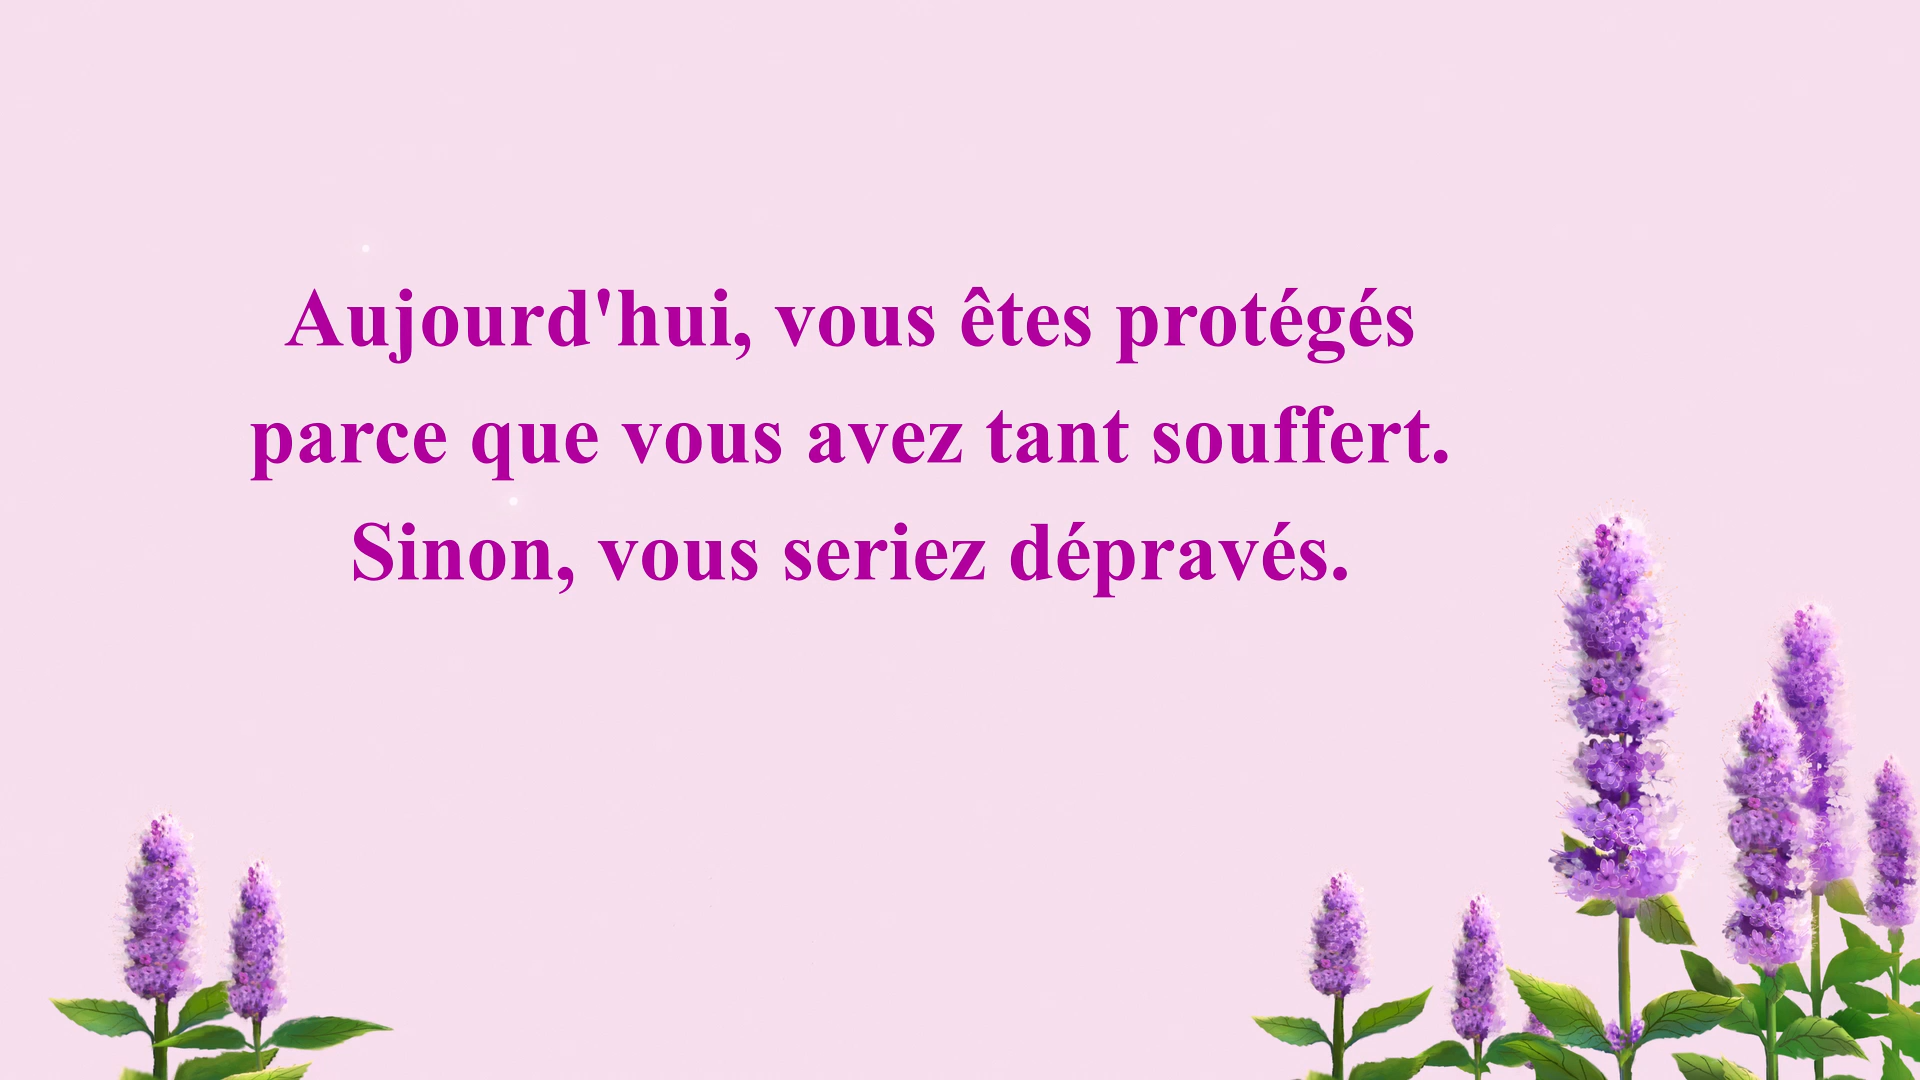 Aujourd'hui, vous êtes protégés
parce que vous avez tant souffert.
Sinon, vous seriez dépravés.